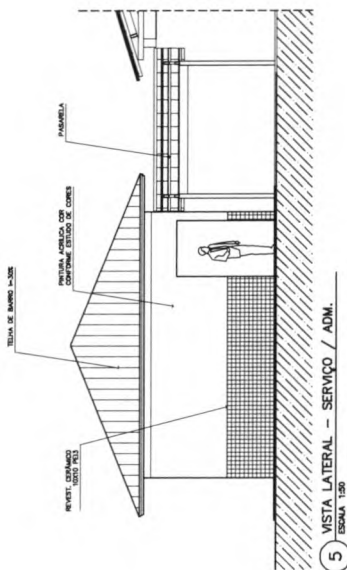 TELHA DE BARRO i=30%
PASARELA
PINTURA ACRILICA COR
CONFORME ESTUDO DE CORES
REVEST. CERÂMICO
10X10 PEI3
5
VISTA LATERAL - SERVIÇO / ADM.
ESCALA 1:50